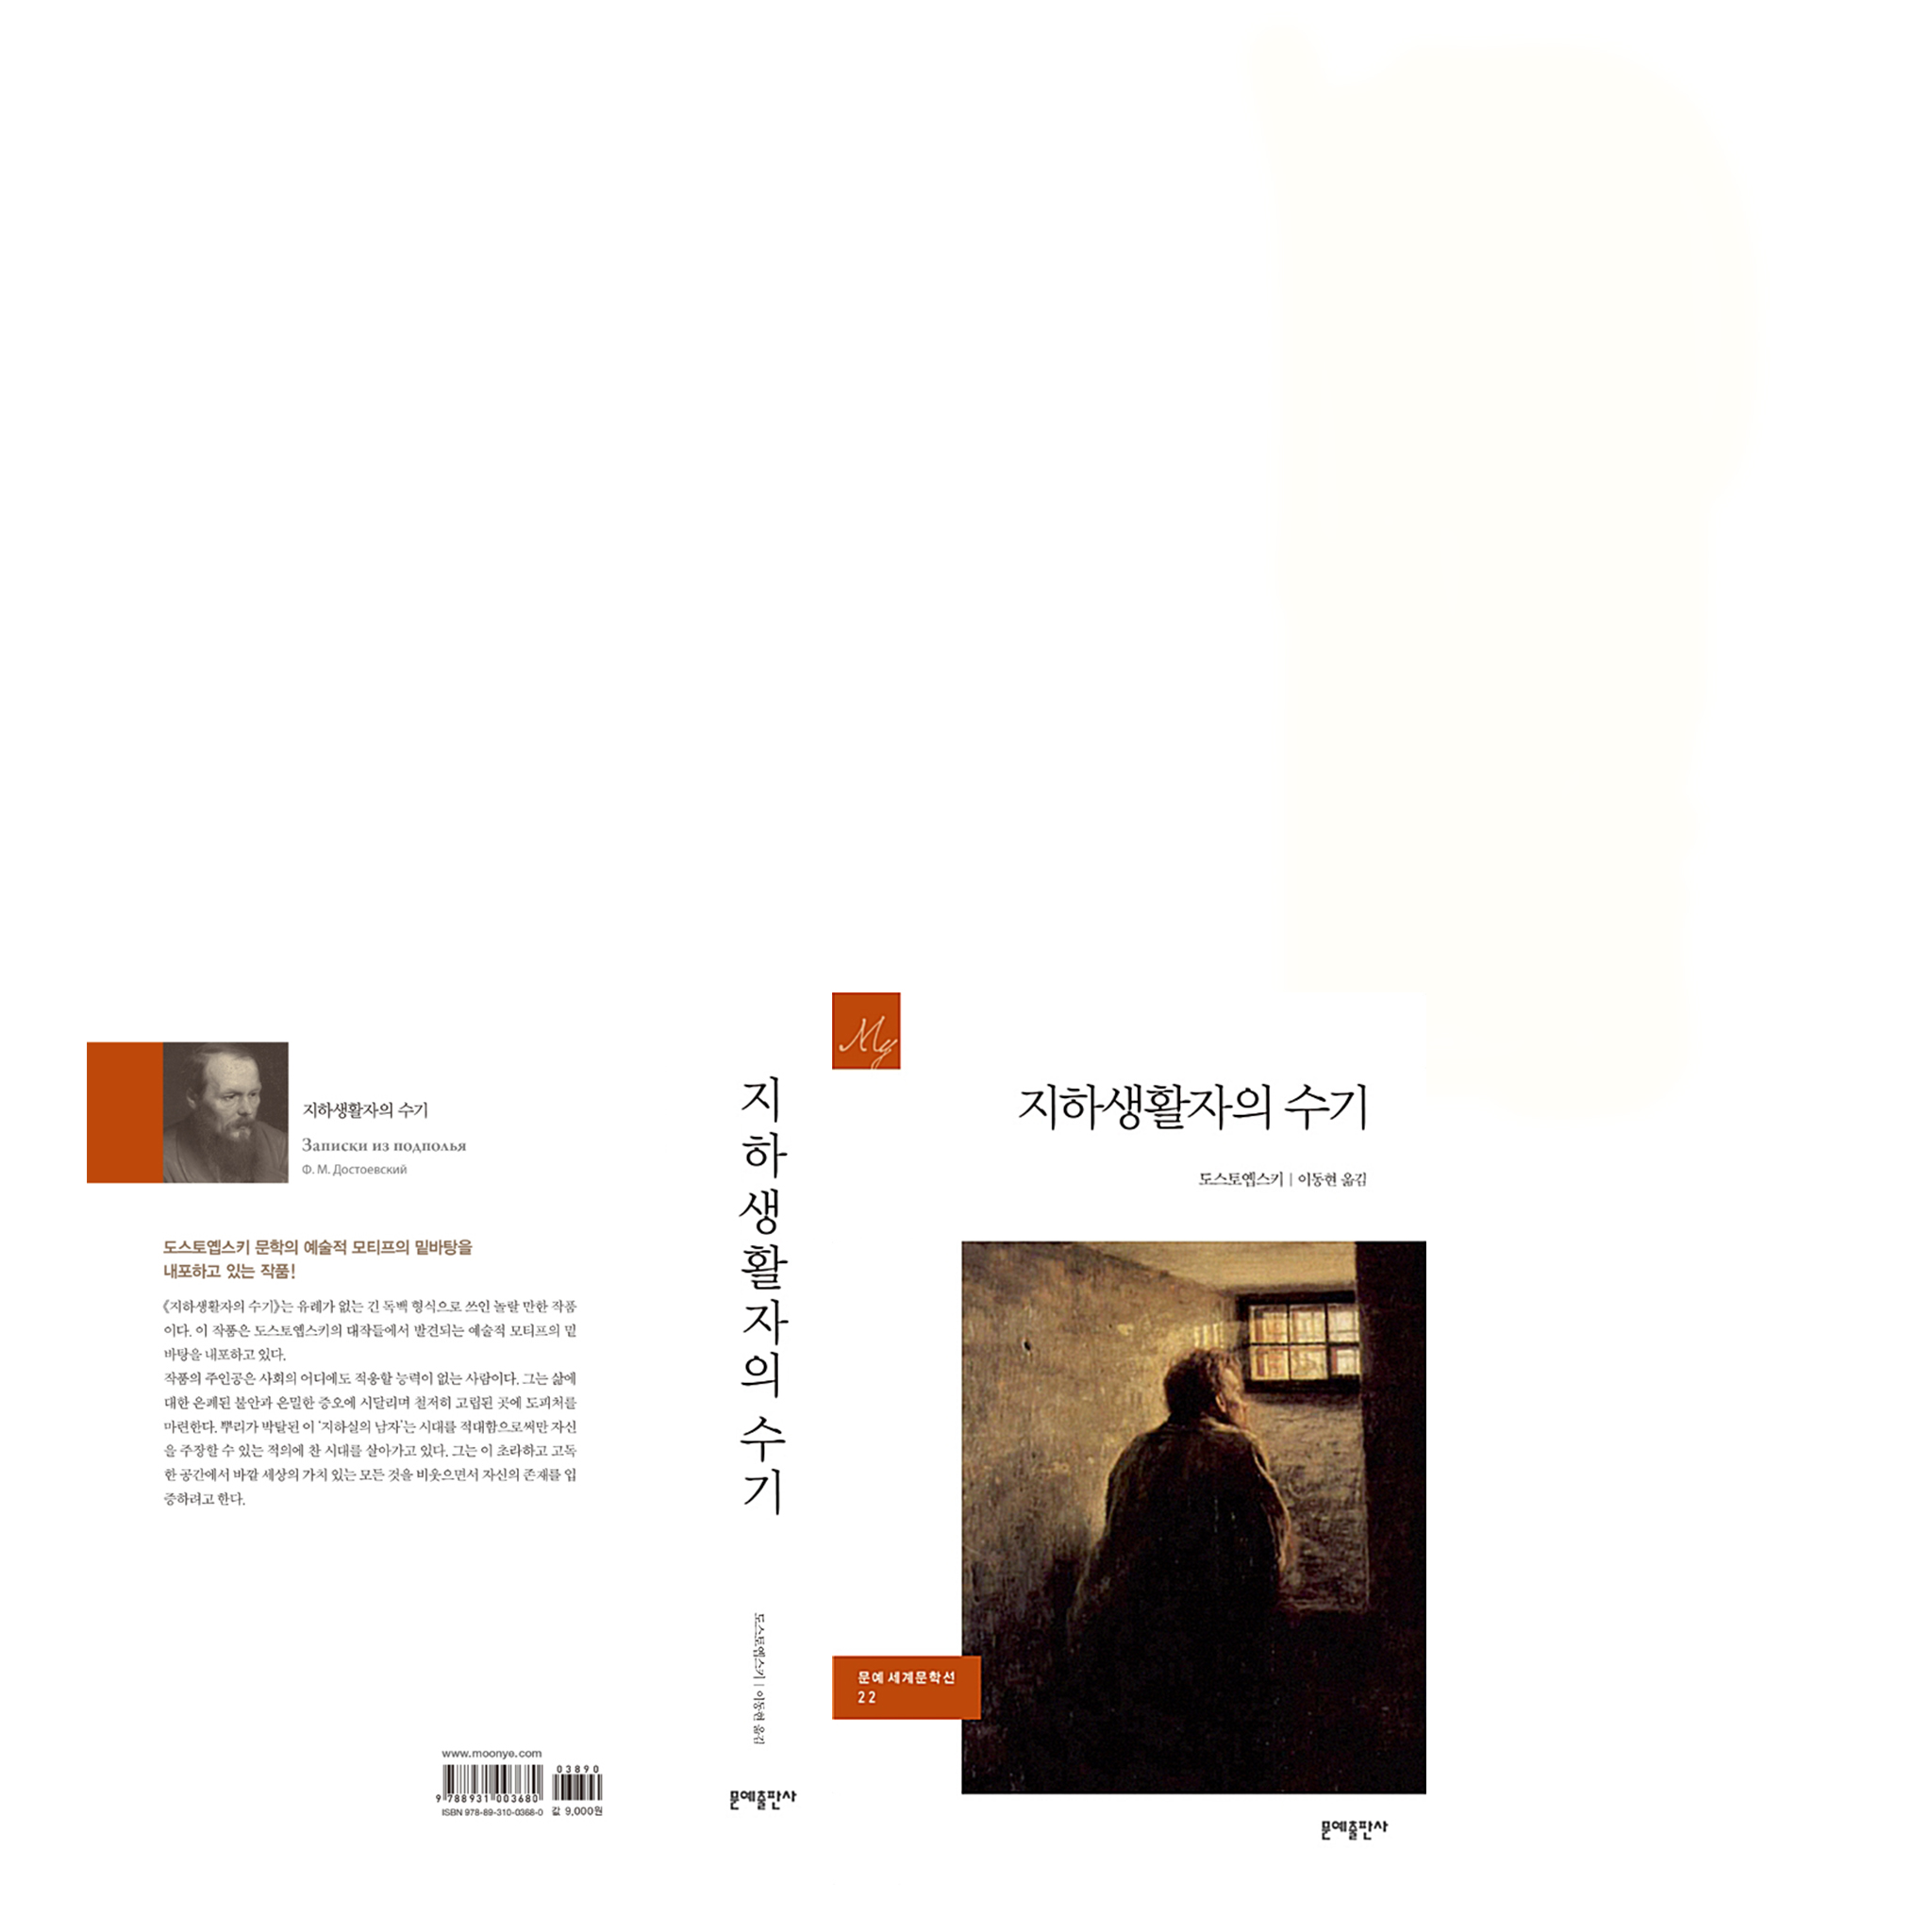 지하생활자의 수기
Записки из подполья
Ф. М. Достоевский
도스토옙스키 문학의 예술적 모티프의 밑바탕을
내포하고 있는 작품!
《지하생활자의 수기》는 유례가 없는 긴 독백 형식으로 쓰인 놀랄 만한 작품
이다. 이 작품은 도스토옙스키의 대작들에서 발견되는 예술적 모티프의 밑
바탕을 내포하고 있다.
작품의 주인공은 사회의 어디에도 적응할 능력이 없는 사람이다. 그는 삶에
대한 은폐된 불안과 은밀한 증오에 시달리며 철저히 고립된 곳에 도피처를
마련한다. 뿌리가 박탈된 이 '지하실의 남자'는 시대를 적대함으로써만 자신
을 주장할 수 있는 적의에 찬 시대를 살아가고 있다. 그는 이 초라하고 고독
한 공간에서 바깥 세상의 가치 있는 모든 것을 비웃으면서 자신의 존재를 입
증하려고 한다.
www.moonye.com
03890
9 788931 003680
ISBN 978-89-310-0368-0 값 9,000원
지하생활자의 수기
도스토옙스키 | 이동현 옮김
문예출판사
My
지하생활자의 수기
도스토옙스키 | 이동현 옮김
문예 세계문학선
22
문예출판사